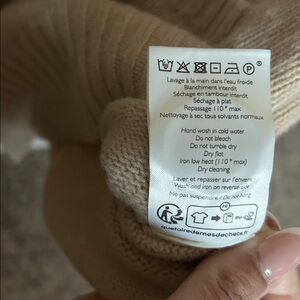 P ®
Lavage à la main dans l'eau froide
Blanchiment interdit
Séchage en tambour interdit
Séchage à plat
Repassage 110° max
Nettoyage à sec tous solvants normaux
Hand wash in cold water
Do not bleach
Do not tumble dry
Dry flat
Iron low heat (110° max)
Dry cleaning
Laver et repasser sur l'envers
Wash and iron on reverse side
Ne pas suspendre / Do not hang
FR
quefairedemesdechets.fr